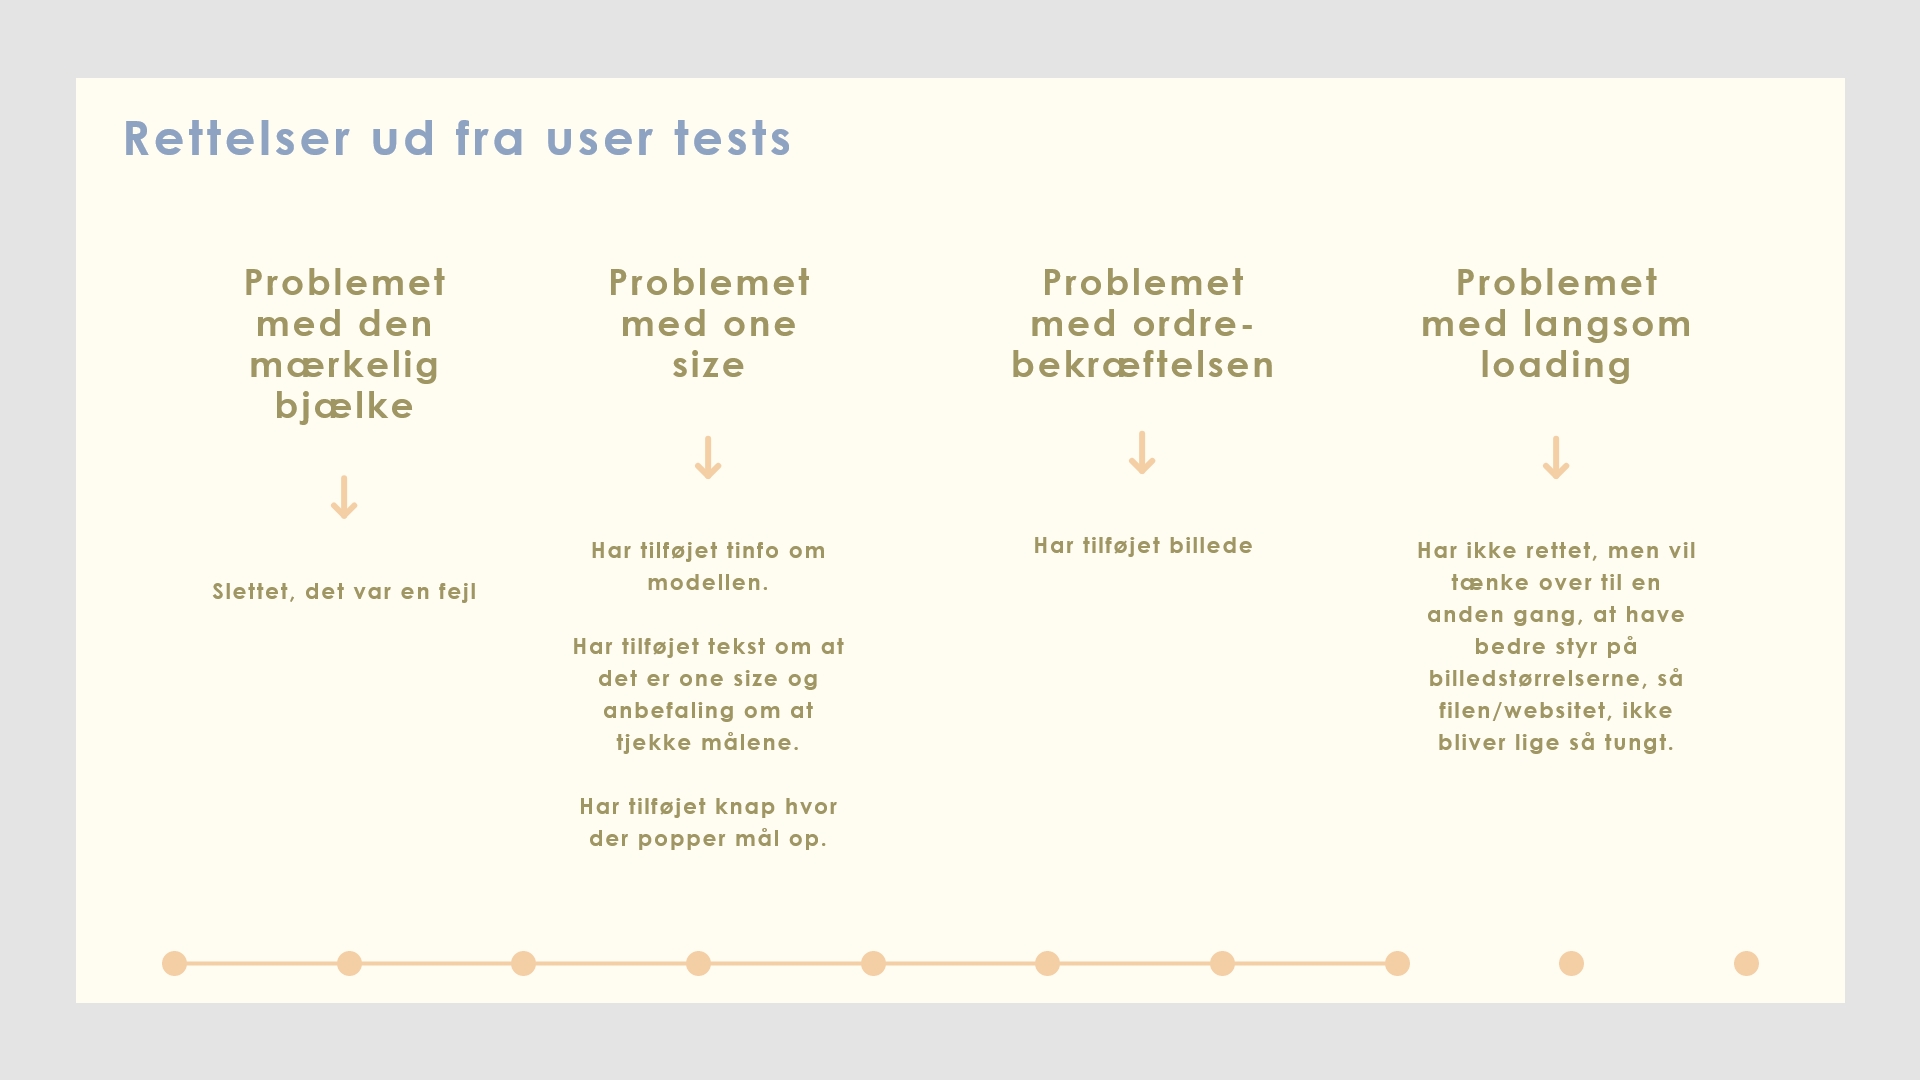 Rettelser ud fra user tests
Problemet
med den
mærkelig
bjælke
Slettet, det var en fejl
Problemet
med one
size
Har tilføjet tinfo om
modellen.
Har tilføjet tekst om at
det er one size og
anbefaling om at
tjekke målene.
Har tilføjet knap hvor
der popper mål op.
Problemet
med ordre-
bekræftelsen
Har tilføjet billede
Problemet
med langsom
loading
Har ikke rettet, men vil
tænke over til en
anden gang, at have
bedre styr på
billedstørrelserne, så
filen/websitet, ikke
bliver lige så tungt.